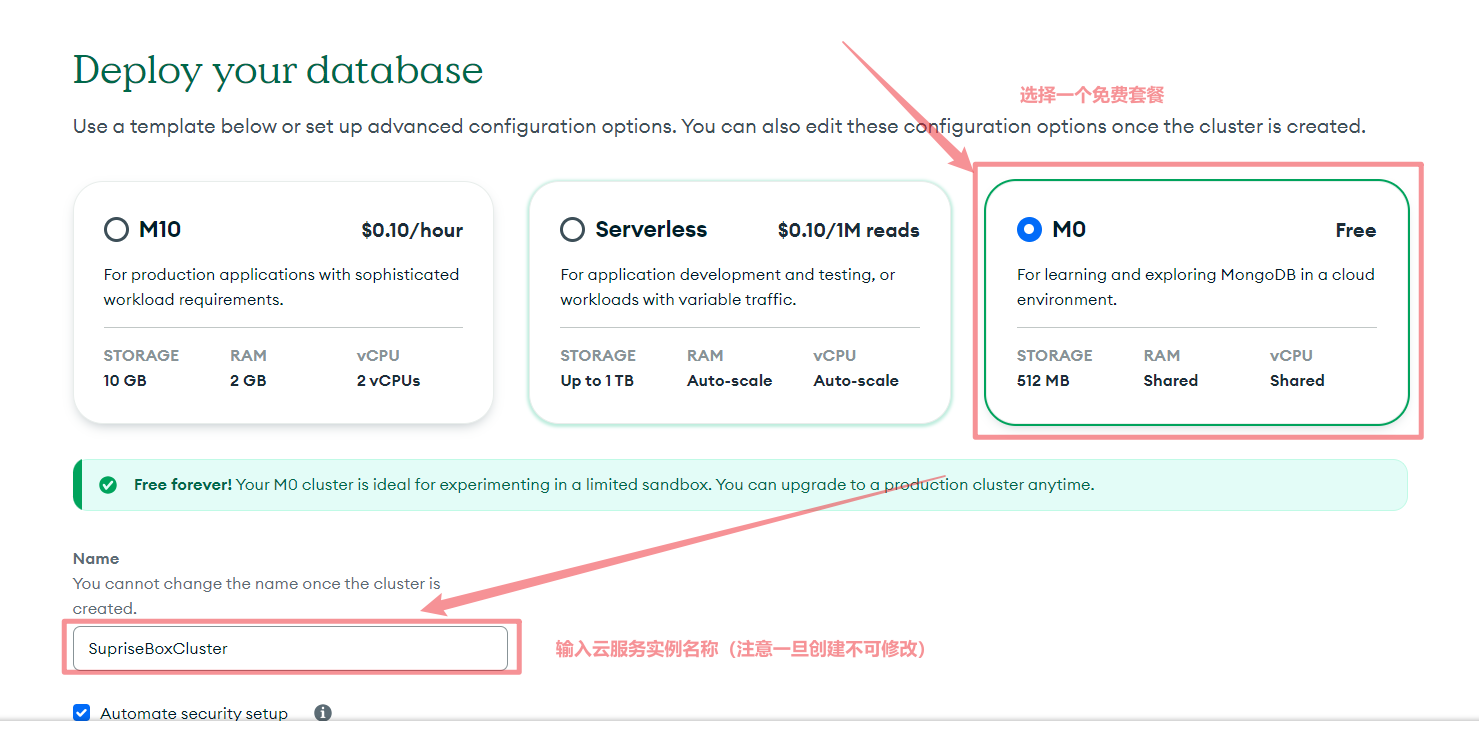 Deploy your database
选择一个免费套餐
Use a template below or set up advanced configuration options. You can also edit these configuration options once the cluster is created.
M10 $0.10/hour
For production applications with sophisticated
workload requirements.
STORAGE RAM vCPU
10 GB 2 GB 2 vCPUs
Serverless $0.10/1M reads
For application development and testing, or
workloads with variable traffic.
STORAGE RAM vCPU
Up to 1 TB Auto-scale Auto-scale
M0 Free
For learning and exploring MongoDB in a cloud
environment.
STORAGE RAM vCPU
512 MB Shared Shared
Free forever! Your M0 cluster is ideal for experimenting in a limited sandbox. You can upgrade to a production cluster anytime.
Name
You cannot change the name once the cluster is
created.
SupriseBoxCluster
输入云服务实例名称（注意一旦创建不可修改）
Automate security setup